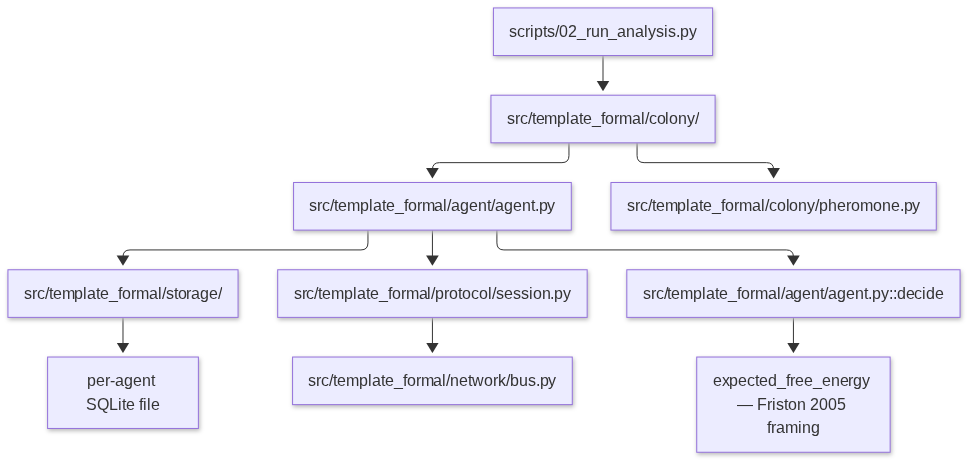 scripts/02_run_analysis.py
src/template_formal/colony/
src/template_formal/agent/agent.py
src/template_formal/colony/pheromone.py
src/template_formal/storage/
src/template_formal/protocol/session.py
src/template_formal/agent/agent.py::decide
per-agent
SQLite file
src/template_formal/network/bus.py
expected_free_energy
— Friston 2005
framing